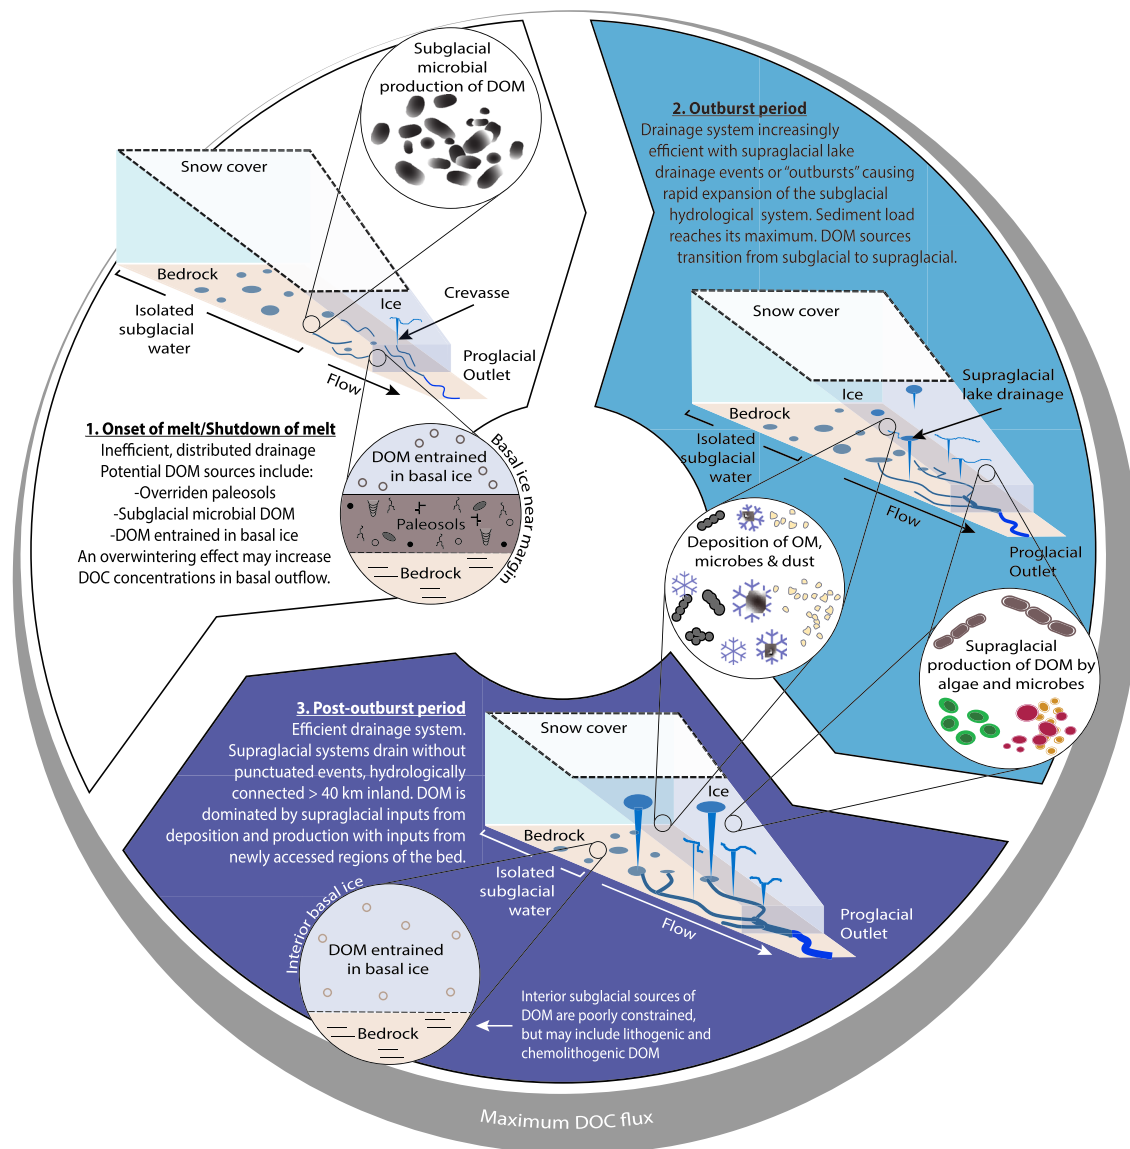 Subglacial
microbial
production of DOM
Snow cover
Bedrock
Isolated
subglacial
water
Ice
Crevasse
Proglacial
Outlet
Flow
1. Onset of melt/Shutdown of melt
Inefficient, distributed drainage
Potential DOM sources include:
-Overriden paleosols
-Subglacial microbial DOM
-DOM entrained in basal ice
An overwintering effect may increase
DOC concentrations in basal outflow.
DOM entrained
in basal ice
Paleosols
Bedrock
Basal ice near margin
2. Outburst period
Drainage system increasingly
efficient with supraglacial lake
drainage events or “outbursts” causing
rapid expansion of the subglacial
hydrological system. Sediment load
reaches its maximum. DOM sources
transition from subglacial to supraglacial.
Snow cover
Ice
Supraglacial
lake drainage
Bedrock
Isolated
subglacial
water
Flow
Proglacial
Outlet
Deposition of OM,
microbes & dust
Supraglacial
production of DOM by
algae and microbes
3. Post-outburst period
Efficient drainage system.
Supraglacial systems drain without
punctuated events, hydrologically
connected > 40 km inland. DOM is
dominated by supraglacial inputs from
deposition and production with inputs from
newly accessed regions of the bed.
Snow cover
Ice
Bedrock
Isolated
subglacial
water
Flow
Proglacial
Outlet
Interior basal ice
DOM entrained
in basal ice
Bedrock
Interior subglacial sources of
DOM are poorly constrained,
but may include lithogenic and
chemolithogenic DOM
Maximum DOC flux